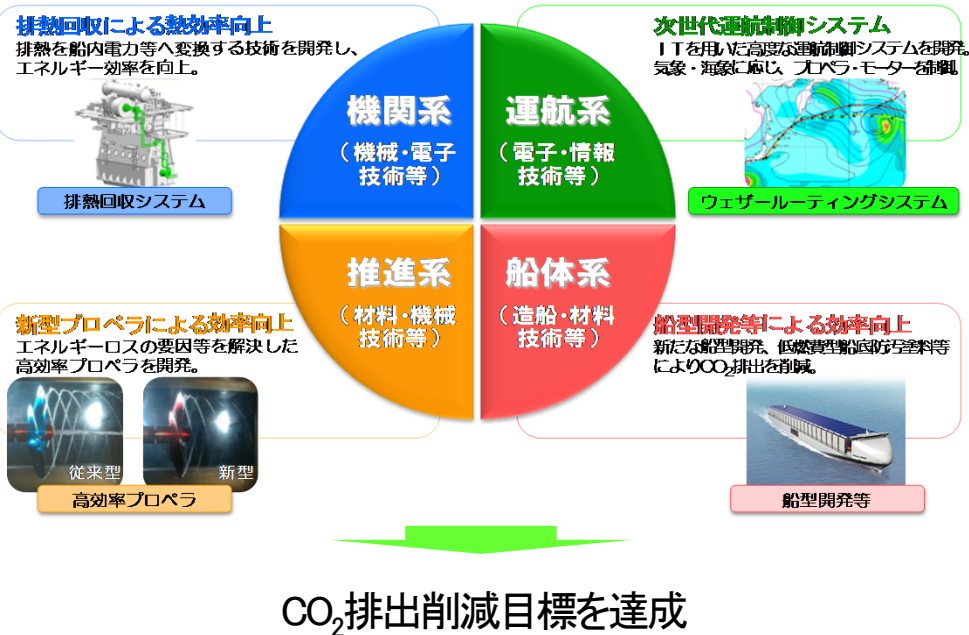 排熱回収による熱効率向上
排熱を船内電力等へ変換する技術を開発し、
エネルギー効率を向上。
排熱回収システム
機関系
（機械・電子
技術等）
運航系
（電子・情報
技術等）
次世代運航制御システム
ＩＴを用いた高度な運航制御システムを開発。
気象・海象に応じ、プロペラ・モーターを制御。
ウェザールーティングシステム
推進系
（材料・機械
技術等）
船体系
（造船・材料
技術等）
新型プロペラによる効率向上
エネルギーロスの要因等を解決した
高効率プロペラを開発。
従来型
新型
高効率プロペラ
船型開発等による効率向上
新たな船型開発、低燃費型船底防汚塗料等
によりCO2排出を削減。
船型開発等
CO2排出削減目標を達成